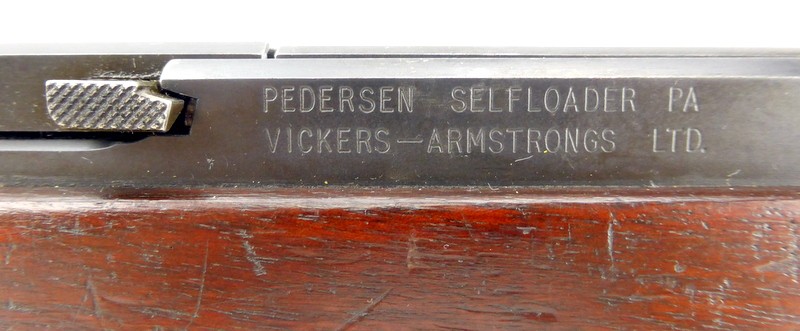 PEDERSEN SELFLOADER PA
VICKERS—ARMSTRONGS LTD.